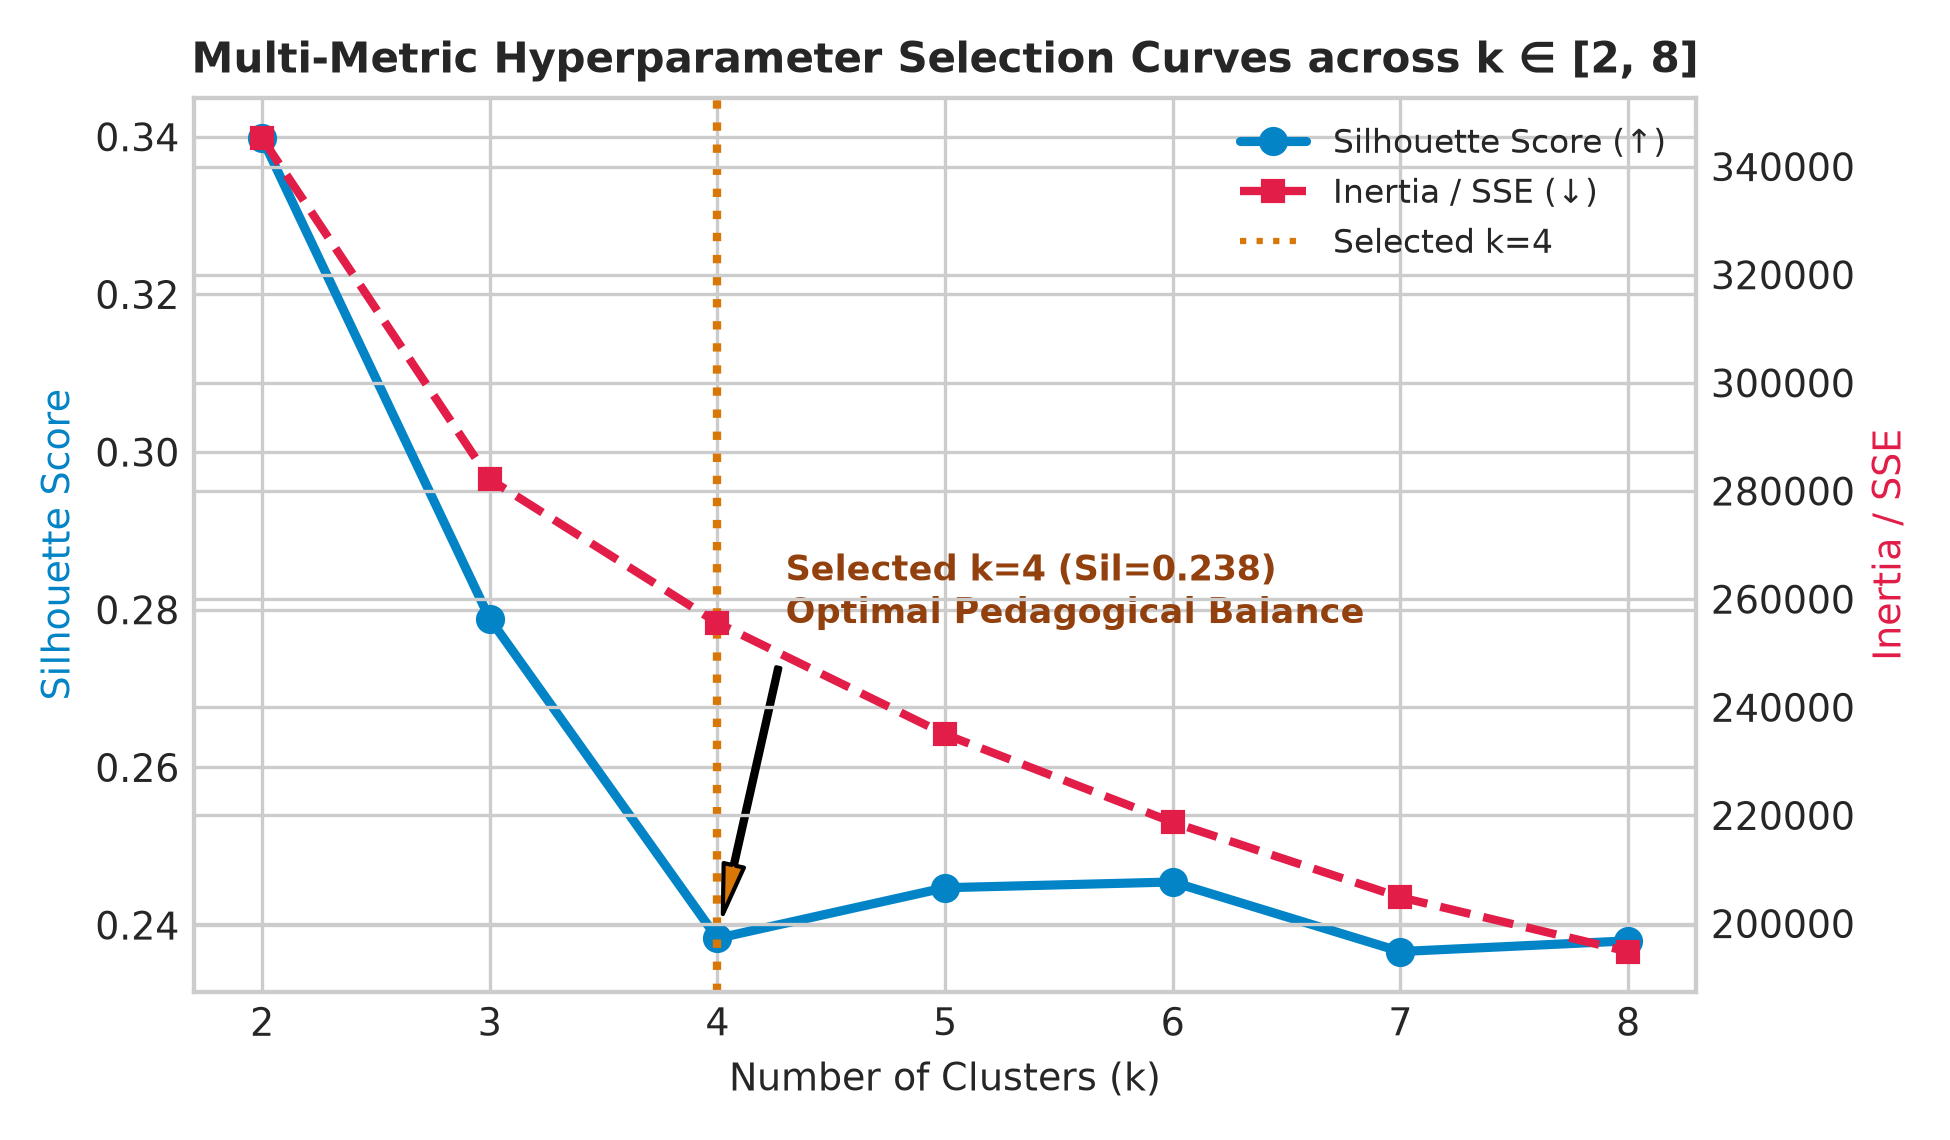 Multi-Metric Hyperparameter Selection Curves across k ∈ [2, 8]
Silhouette Score (↑)
Inertia / SSE (↓)
Selected k=4
0.34
0.32
0.30
0.28
0.26
0.24
Silhouette Score
340000
320000
300000
280000
260000
240000
220000
200000
Inertia / SSE
Selected k=4 (Sil=0.238)
Optimal Pedagogical Balance
2 3 4 5 6 7 8
Number of Clusters (k)